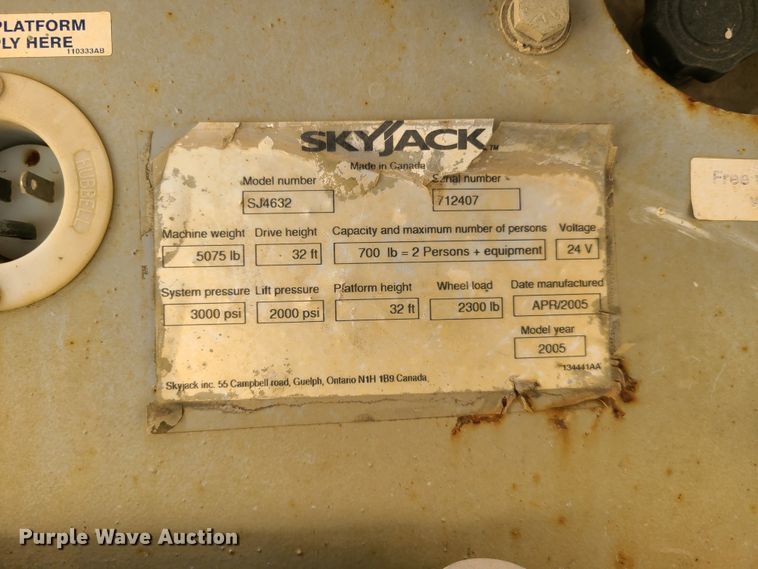 PLATFORM
PLY HERE
110333AB
HUBBELL
SKYJACK™
Made in Canada
Model number Serial number
SJ4632 712407
Machine weight Drive height Capacity and maximum number of persons Voltage
5075 lb 32 ft 700 lb = 2 Persons + equipment 24 V
System pressure Lift pressure Platform height Wheel load Date manufactured
3000 psi 2000 psi 32 ft 2300 lb APR/2005
Model year
2005
134441AA
Skyjack inc. 55 Campbell road, Guelph, Ontario N1H 1B9 Canada
Free
Purple Wave Auction